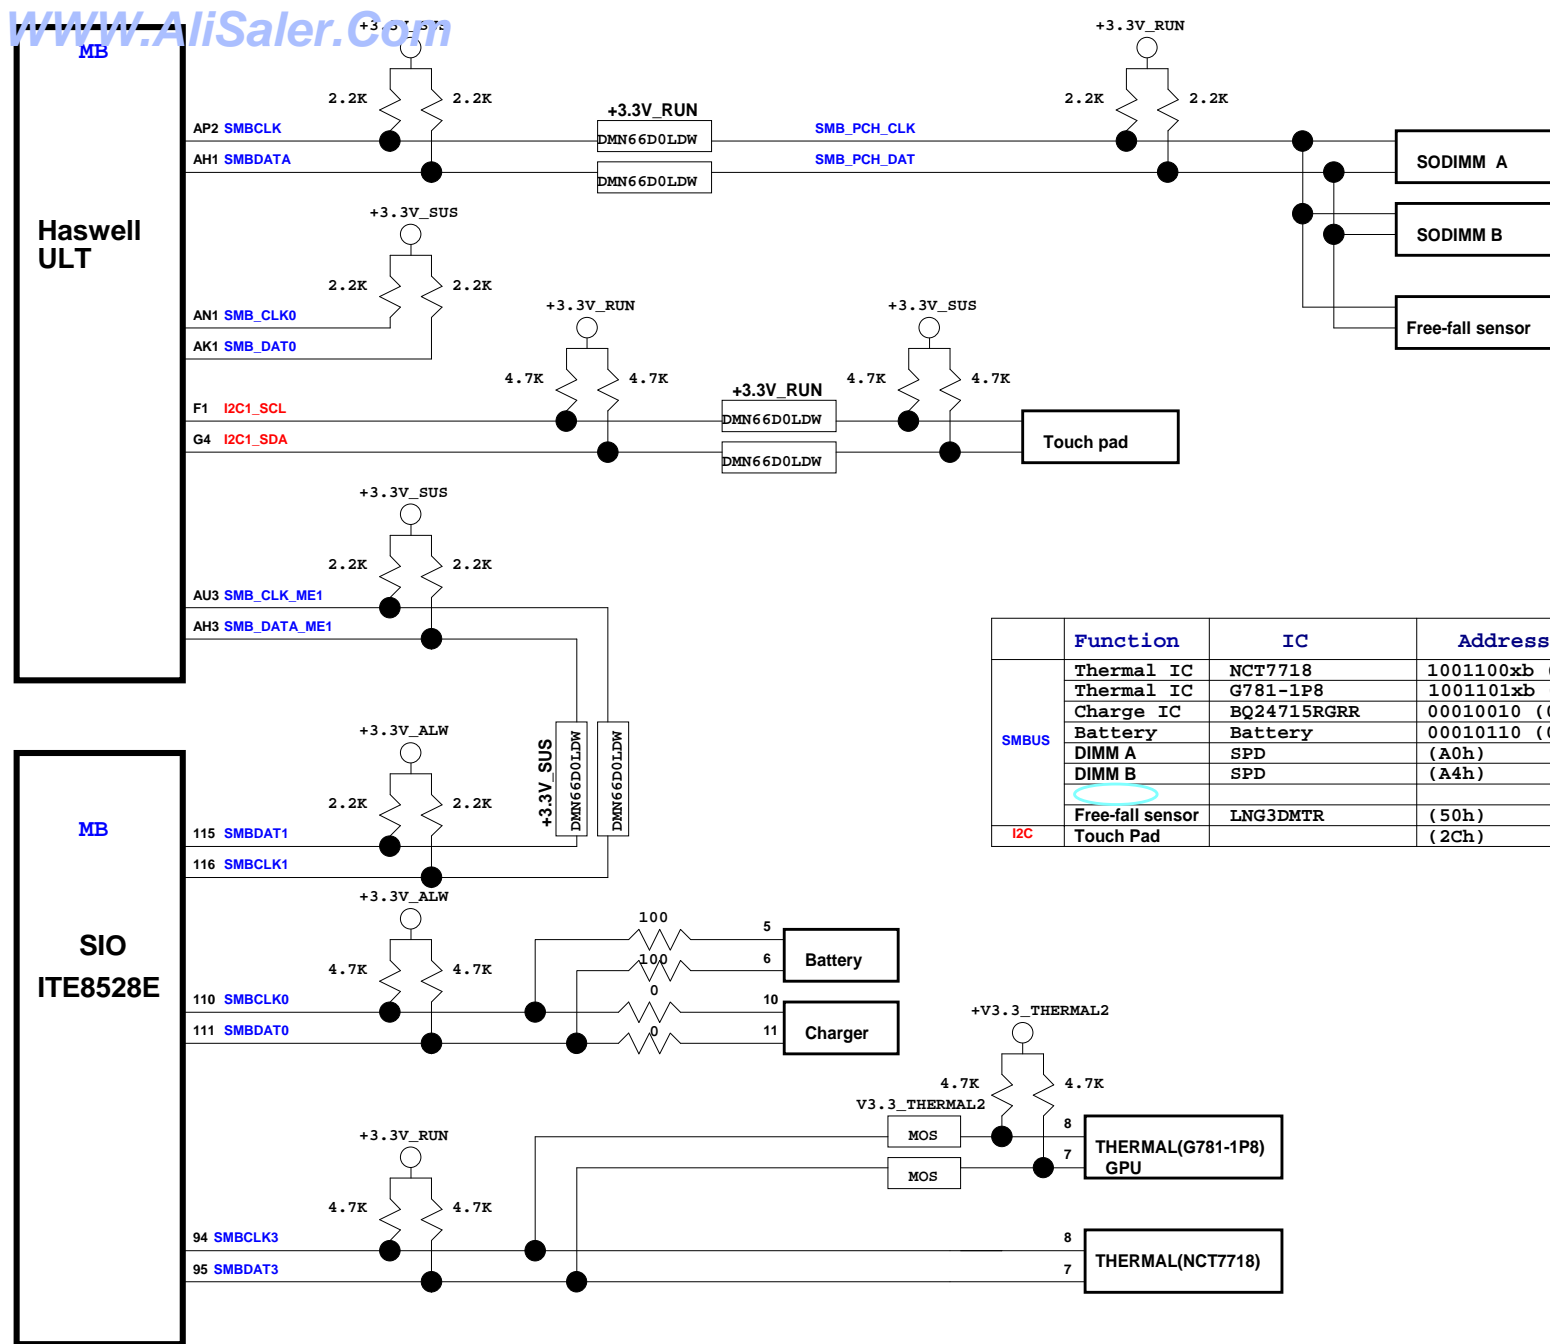 WWW.AliSaler.Com
MB
+3.3V_SUS
+3.3V_RUN
2.2K
2.2K
2.2K
2.2K
+3.3V_RUN
AP2 SMBCLK
DMN66D0LDW
SMB_PCH_CLK
AH1 SMBDATA
DMN66D0LDW
SMB_PCH_DAT
SODIMM A
Haswell
ULT
+3.3V_SUS
SODIMM B
2.2K
2.2K
AN1 SMB_CLK0
+3.3V_RUN
+3.3V_SUS
Free-fall sensor
AK1 SMB_DAT0
4.7K
4.7K
4.7K
4.7K
+3.3V_RUN
F1 I2C1_SCL
DMN66D0LDW
G4 I2C1_SDA
DMN66D0LDW
Touch pad
+3.3V_SUS
2.2K
2.2K
AU3 SMB_CLK_ME1
AH3 SMB_DATA_ME1
Function IC Address
SMBUS
Thermal IC NCT7718 1001100xb (
Thermal IC G781-1P8 1001101xb
Charge IC BQ24715RGRR 00010010 (0
Battery Battery 00010110 (0
DIMM A SPD (A0h)
DIMM B SPD (A4h)
Free-fall sensor LNG3DMTR (50h)
I2C Touch Pad (2Ch)
+3.3V_SUS
DMN66D0LDW
DMN66D0LDW
+3.3V_ALW
2.2K
2.2K
MB
115 SMBDAT1
116 SMBCLK1
+3.3V_ALW
SIO
ITE8528E
4.7K
4.7K
100
5
100
6
Battery
110 SMBCLK0
0
10
111 SMBDAT0
0
11
Charger
+V3.3_THERMAL2
4.7K
4.7K
V3.3_THERMAL2
MOS
8
MOS
7
THERMAL(G781-1P8)
GPU
+3.3V_RUN
4.7K
4.7K
94 SMBCLK3
8
95 SMBDAT3
7
THERMAL(NCT7718)